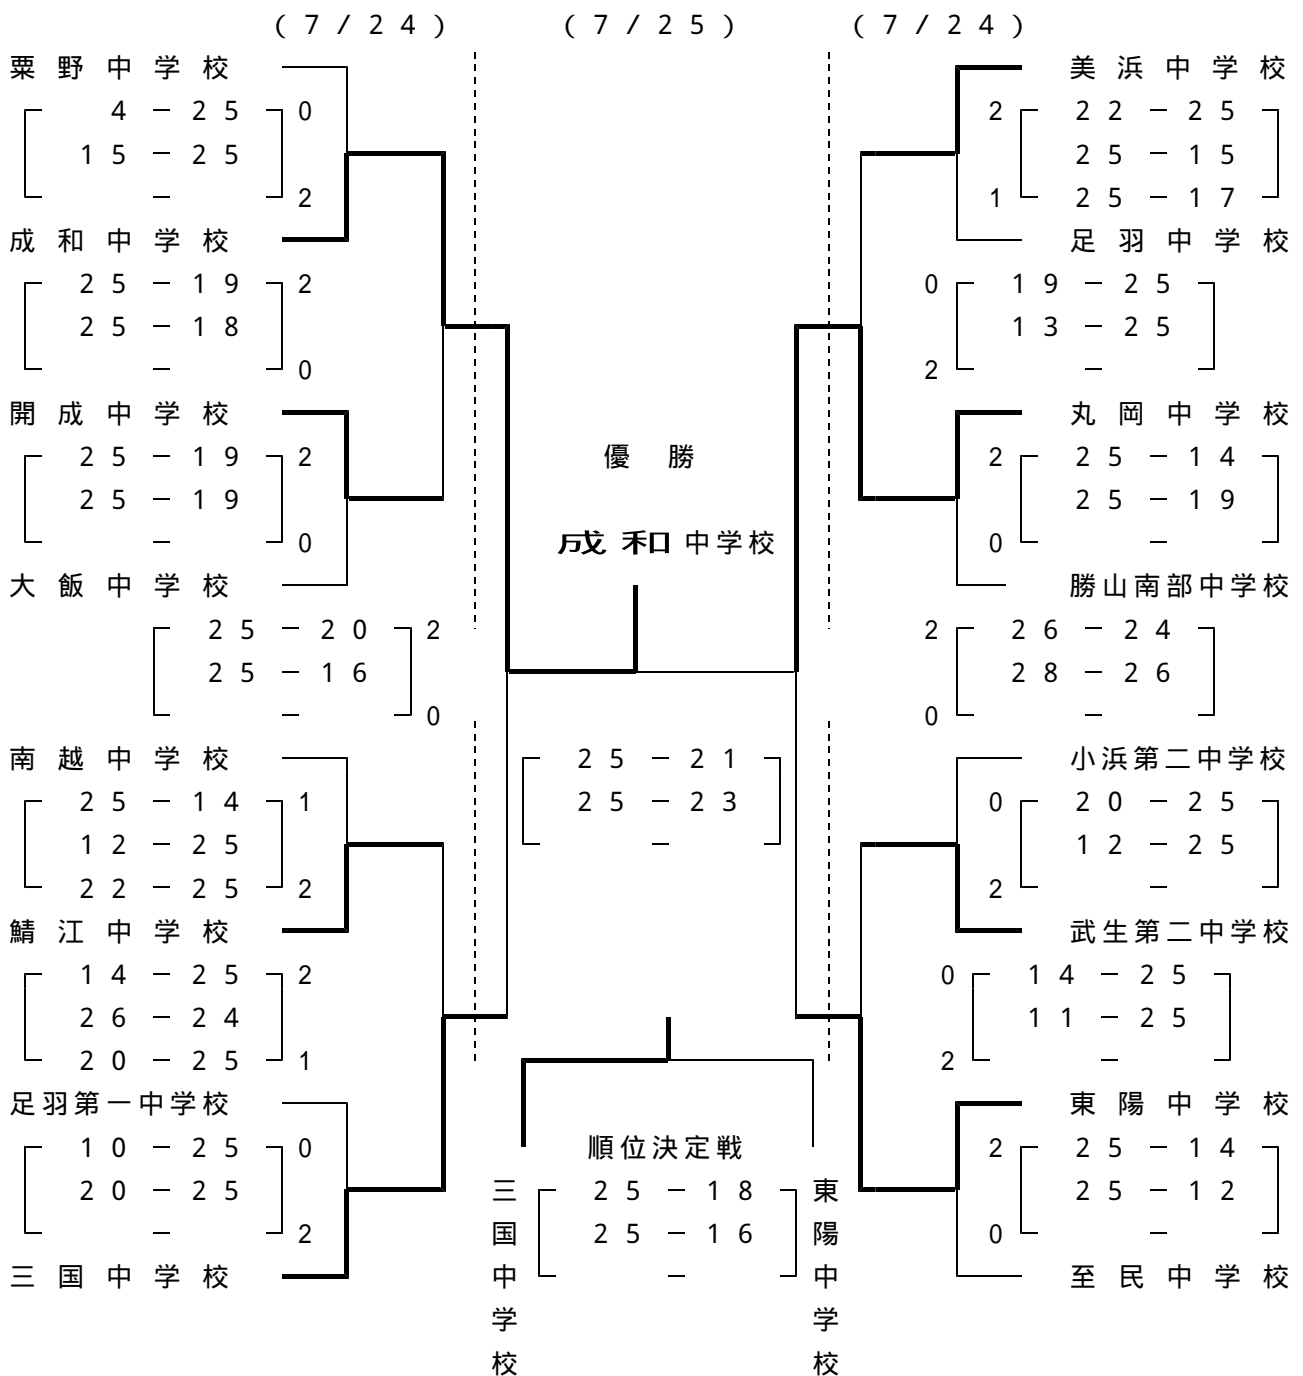 (7/24) (7/25) (7/24)
粟野中学校
4 － 25 0
15 － 25
－ 2
成和中学校
25 － 19 2
25 － 18
－ 0
開成中学校
25 － 19 2
25 － 19
－ 0
大飯中学校
25 － 20 2
25 － 16
－ 0
南越中学校
25 － 14 1
12 － 25
22 － 25 2
鯖江中学校
14 － 25 2
26 － 24
20 － 25 1
足羽第一中学校
10 － 25 0
20 － 25
－ 2
三国中学校
優 勝
成和中学校
25 － 21
25 － 23
－
順位決定戦
三国中学校
25 － 18
25 － 16
－
東陽中学校
美浜中学校
2 22 － 25
25 － 15
1 25 － 17
足羽中学校
0 19 － 25
13 － 25
2 －
丸岡中学校
2 25 － 14
25 － 19
0 －
勝山南部中学校
2 26 － 24
28 － 26
0 －
小浜第二中学校
0 20 － 25
12 － 25
2 －
武生第二中学校
0 14 － 25
11 － 25
2 －
東陽中学校
2 25 － 14
25 － 12
0 －
至民中学校